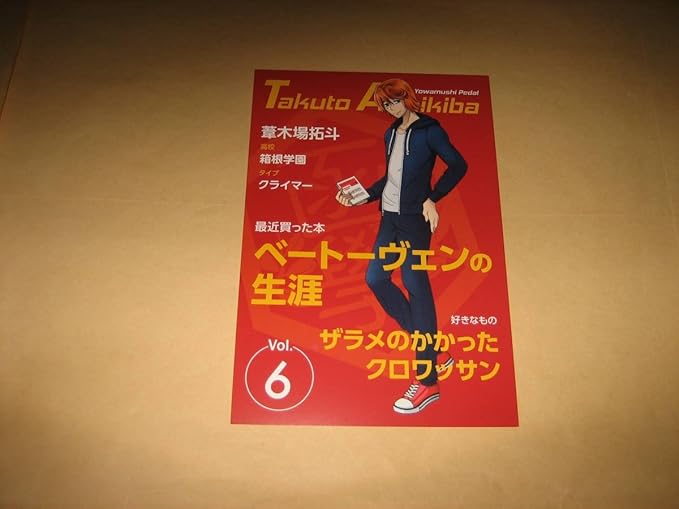 Yowamushi Pedal
Takuto A ikiba
葦木場拓斗
高校
箱根学園
タイプ
クライマー
最近買った本
ベートーヴェンの
生涯
好きなもの
ザラメのかかった
クロワッサン
Vol.
6